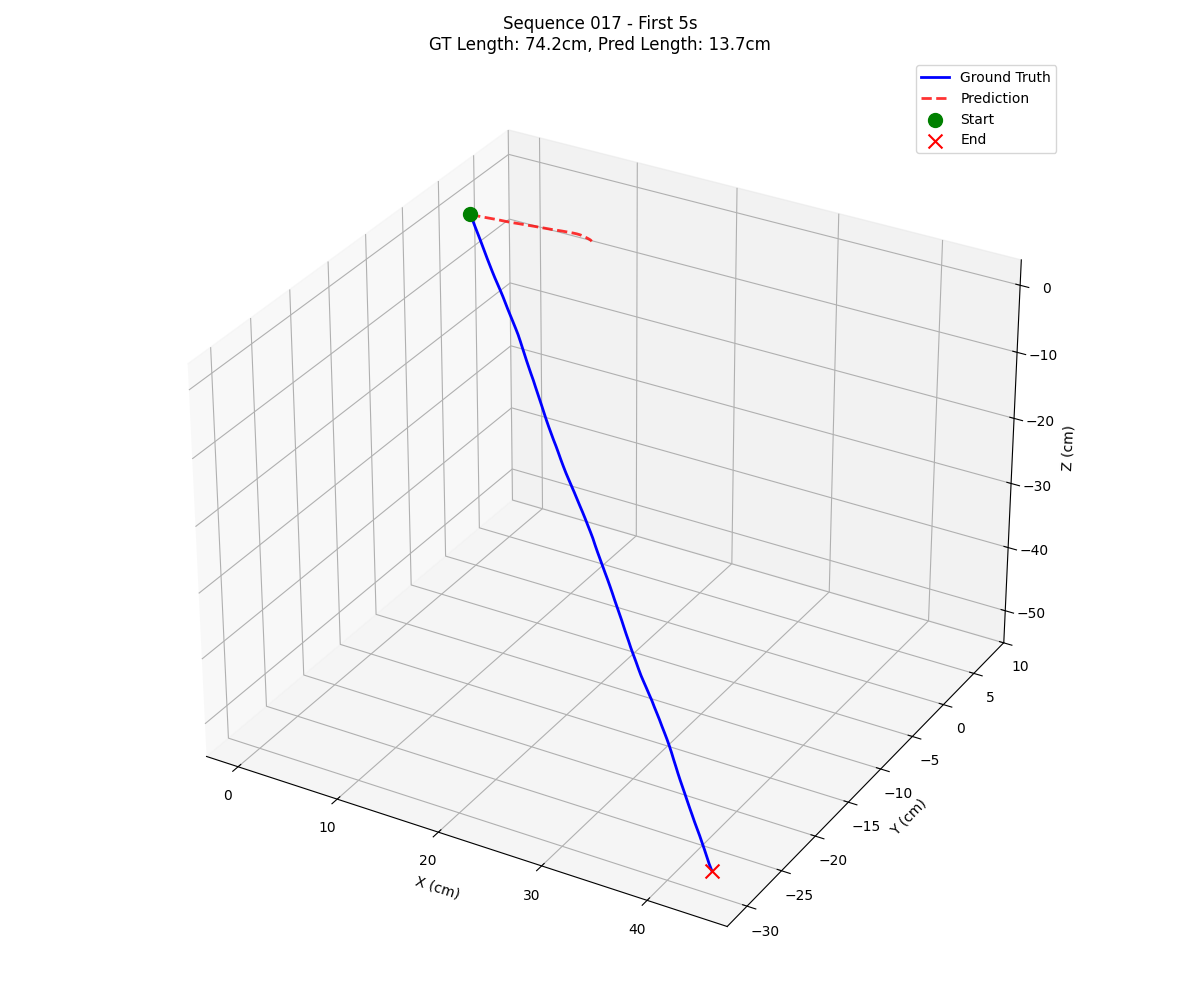 Sequence 017 - First 5s
GT Length: 74.2cm, Pred Length: 13.7cm
Ground Truth
Prediction
Start
End
0
−10
−20
−30
−40
−50
Z (cm)
10
5
0
−5
−10
−15
−20
−25
−30
Y (cm)
0
10
20
30
40
X (cm)